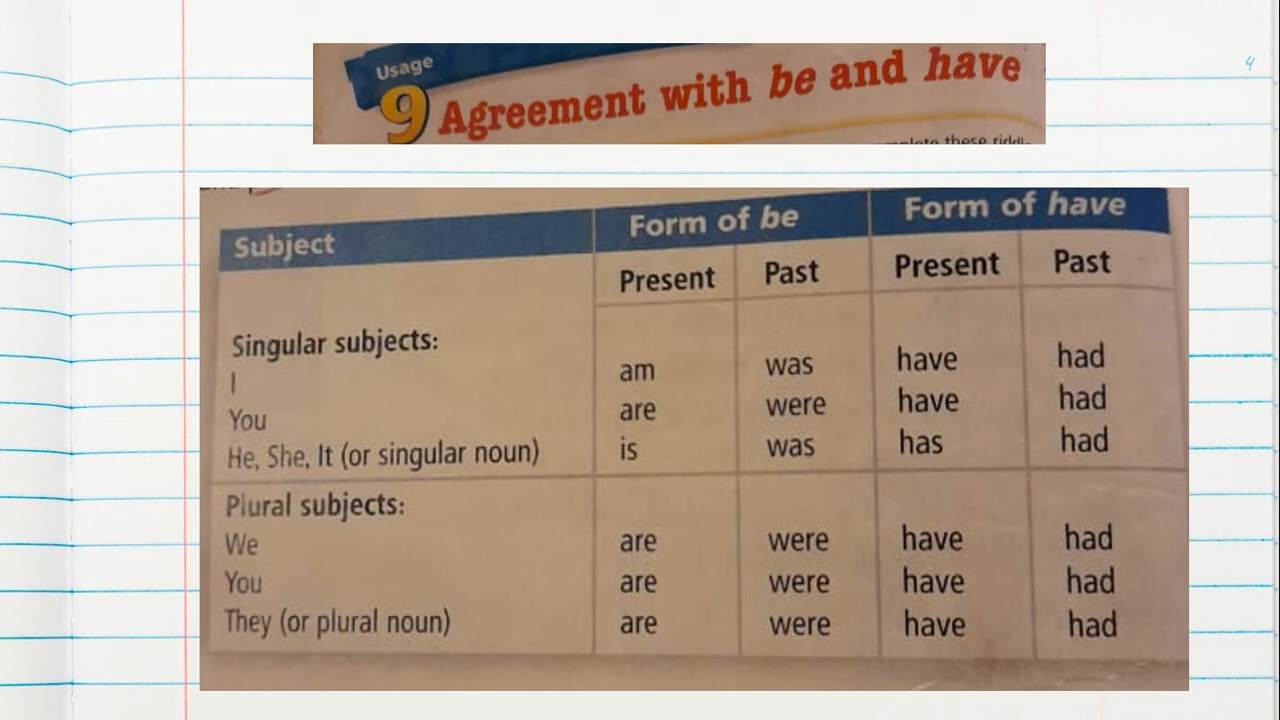 4
Usage
9 Agreement with be and have
Subject Form of be Form of have
Present Past Present Past
Singular subjects:
I am was have had
You are were have had
He, She, It (or singular noun) is was has had
Plural subjects:
We are were have had
You are were have had
They (or plural noun) are were have had